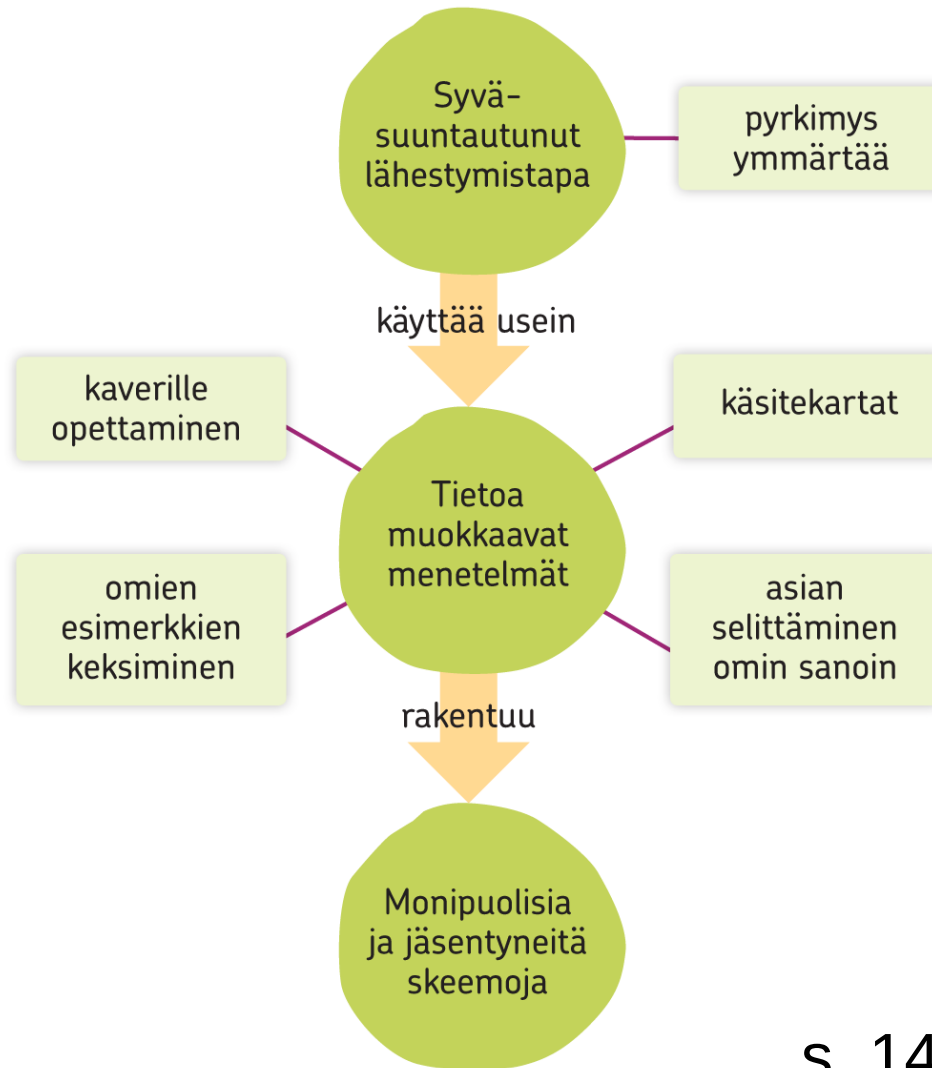 Syvä-
suuntautunut
lähestymistapa
pyrkimys
ymmärtää
käyttää usein
kaverille
opettaminen
käsitekartat
Tietoa
muokkaavat
menetelmät
omien
esimerkkien
keksiminen
asian
selittäminen
omin sanoin
rakentuu
Monipuolisia
ja jäsentyneitä
skeemoja
s. 14